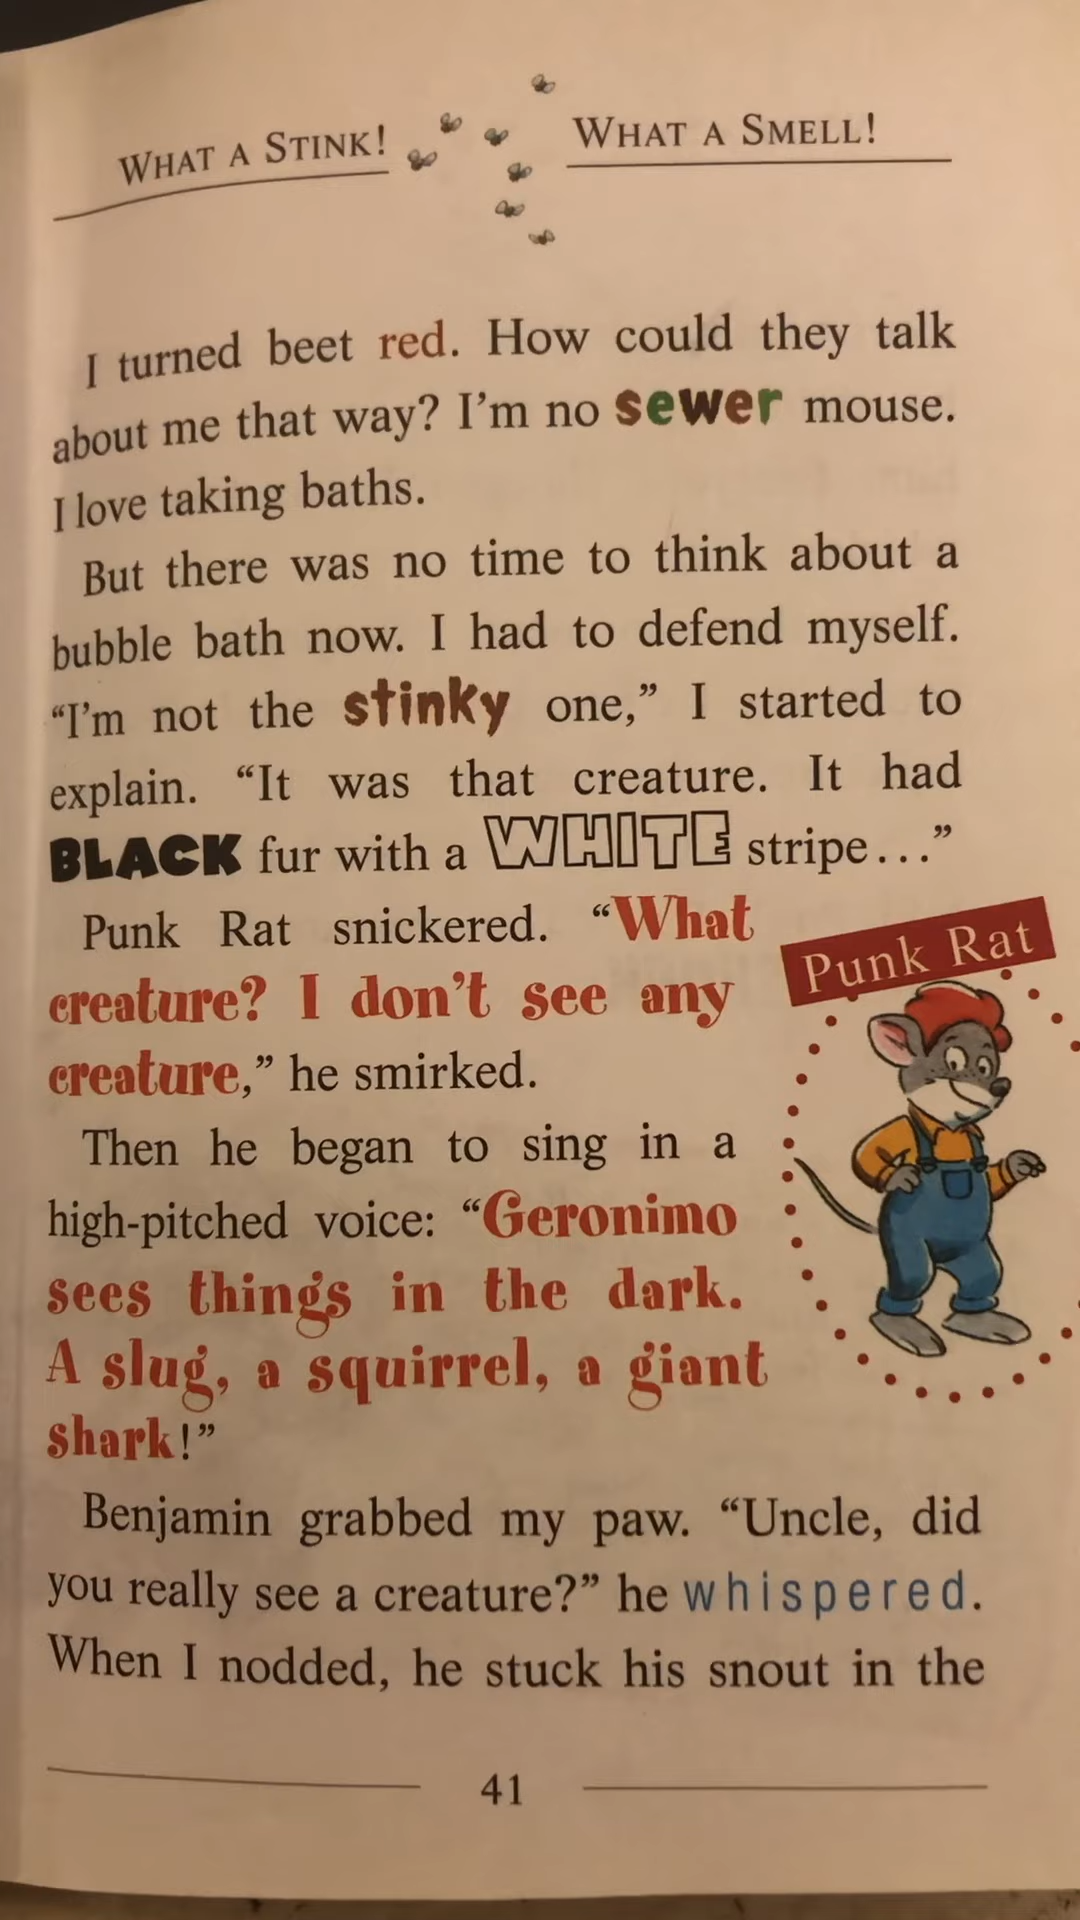 WHAT A STINK! WHAT A SMELL!
I turned beet red. How could they talk
about me that way? I'm no sewer mouse.
I love taking baths.
But there was no time to think about a
bubble bath now. I had to defend myself.
“I'm not the stinky one,” I started to
explain. “It was that creature. It had
BLACK fur with a WHITE stripe...”
Punk Rat snickered. “What
creature? I don't see any
creature,” he smirked.
Then he began to sing in a
high-pitched voice: “Geronimo
sees things in the dark.
A slug, a squirrel, a giant
shark!”
Punk Rat
Benjamin grabbed my paw. “Uncle, did
you really see a creature?” he whispered.
When I nodded, he stuck his snout in the
41